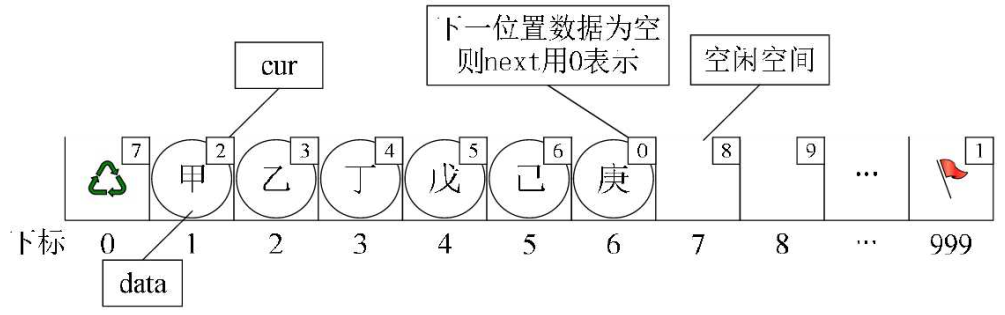 下一位置数据为空
则next用0表示
cur
空闲空间
7 2 3 4 5 6 0 8 9 1
甲 乙 丁 戊 己 庚 …
下标 0 1 2 3 4 5 6 7 8 … 999
data